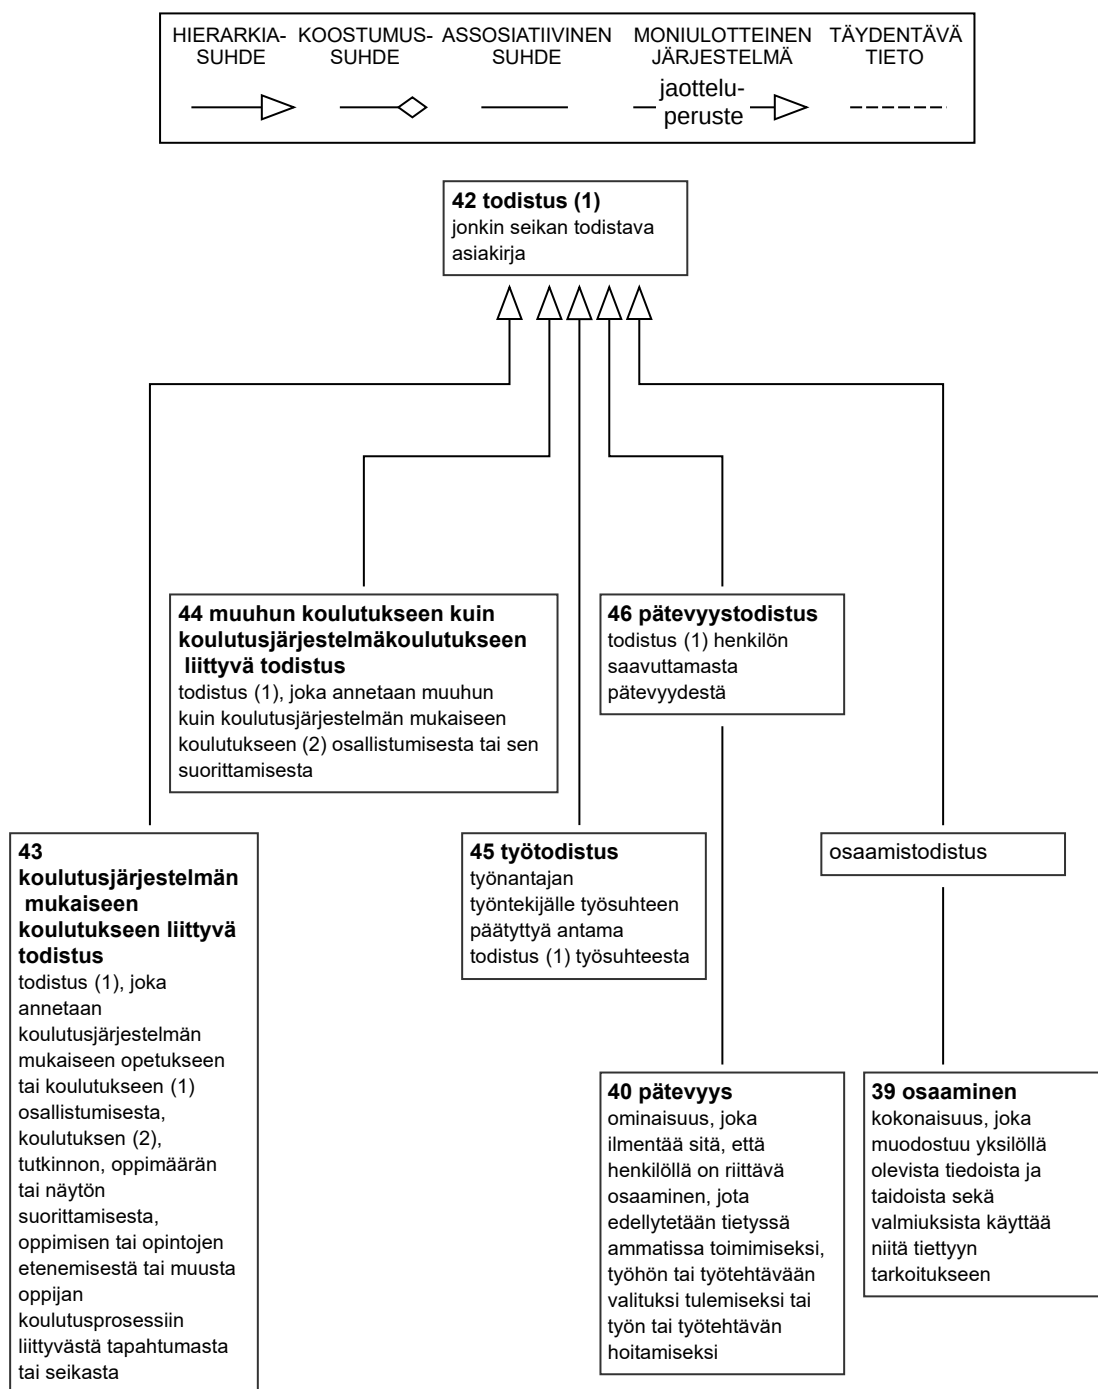 HIERARKIA-
SUHDE
KOOSTUMUS-
SUHDE
ASSOSIATIIVINEN
SUHDE
MONIULOTTEINEN
JÄRJESTELMÄ
TÄYDENTÄVÄ
TIETO
jaottelu-
peruste
42 todistus (1)
jonkin seikan todistava
asiakirja
44 muuhun koulutukseen kuin
koulutusjärjestelmäkoulutukseen
liittyvä todistus
todistus (1), joka annetaan muuhun
kuin koulutusjärjestelmän mukaiseen
koulutukseen (2) osallistumisesta tai sen
suorittamisesta
46 pätevyystodistus
todistus (1) henkilön
saavuttamasta
pätevyydestä
43
koulutusjärjestelmän
mukaiseen
koulutukseen liittyvä
todistus
todistus (1), joka
annetaan
koulutusjärjestelmän
mukaiseen opetukseen
tai koulutukseen (1)
osallistumisesta,
koulutuksen (2),
tutkinnon, oppimäärän
tai näytön
suorittamisesta,
oppimisen tai opintojen
etenemisestä tai muusta
oppijan
koulutusprosessiin
liittyvästä tapahtumasta
tai seikasta
45 työtodistus
työnantajan
työntekijälle työsuhteen
päätyttyä antama
todistus (1) työsuhteesta
osaamistodistus
40 pätevyys
ominaisuus, joka
ilmentää sitä, että
henkilöllä on riittävä
osaaminen, jota
edellytetään tietyssä
ammatissa toimimiseksi,
työhön tai työtehtävään
valituksi tulemiseksi tai
työn tai työtehtävän
hoitamiseksi
39 osaaminen
kokonaisuus, joka
muodostuu yksilöllä
olevista tiedoista ja
taidoista sekä
valmiuksista käyttää
niitä tiettyyn
tarkoitukseen